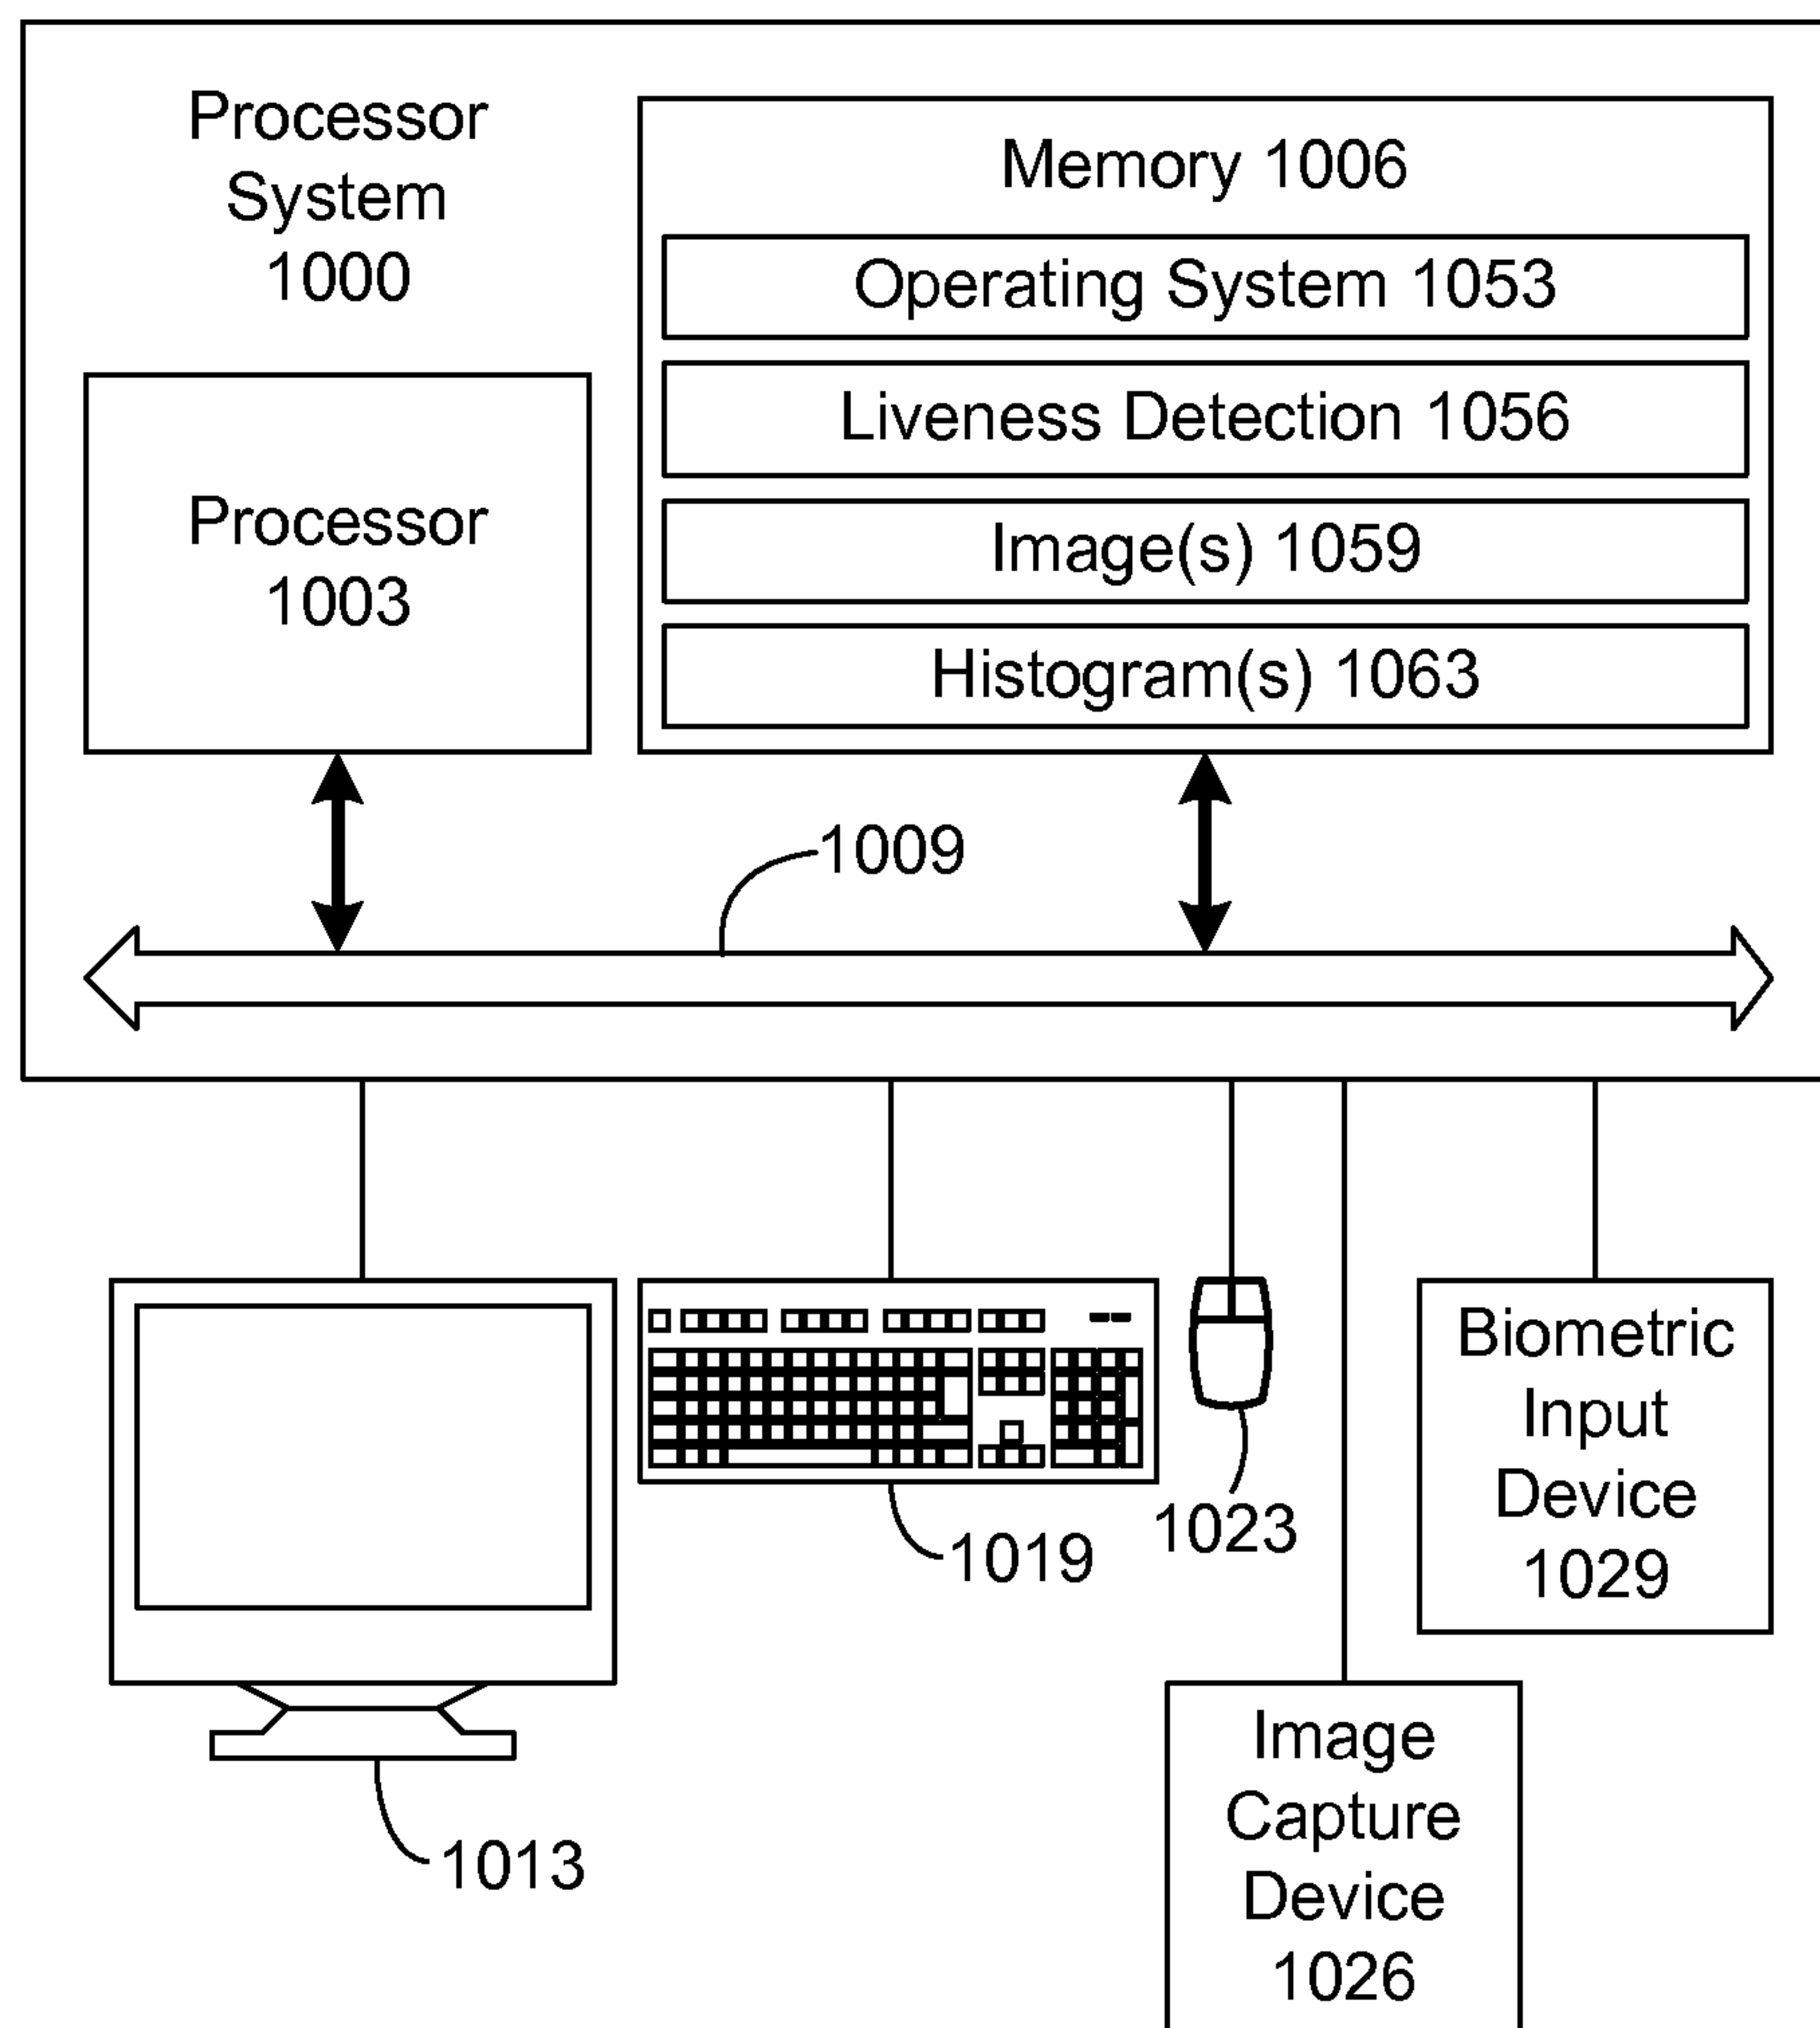 Processor
System
1000
Memory 1006
Operating System 1053
Liveness Detection 1056
Image(s) 1059
Histogram(s) 1063
Processor
1003
1009
1013
1019
1023
Biometric
Input
Device
1029
Image
Capture
Device
1026